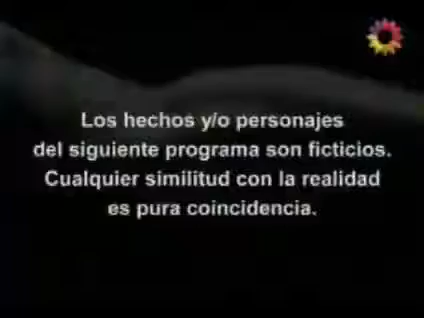 Los hechos y/o personajes
del siguiente programa son ficticios.
Cualquier similitud con la realidad
es pura coincidencia.